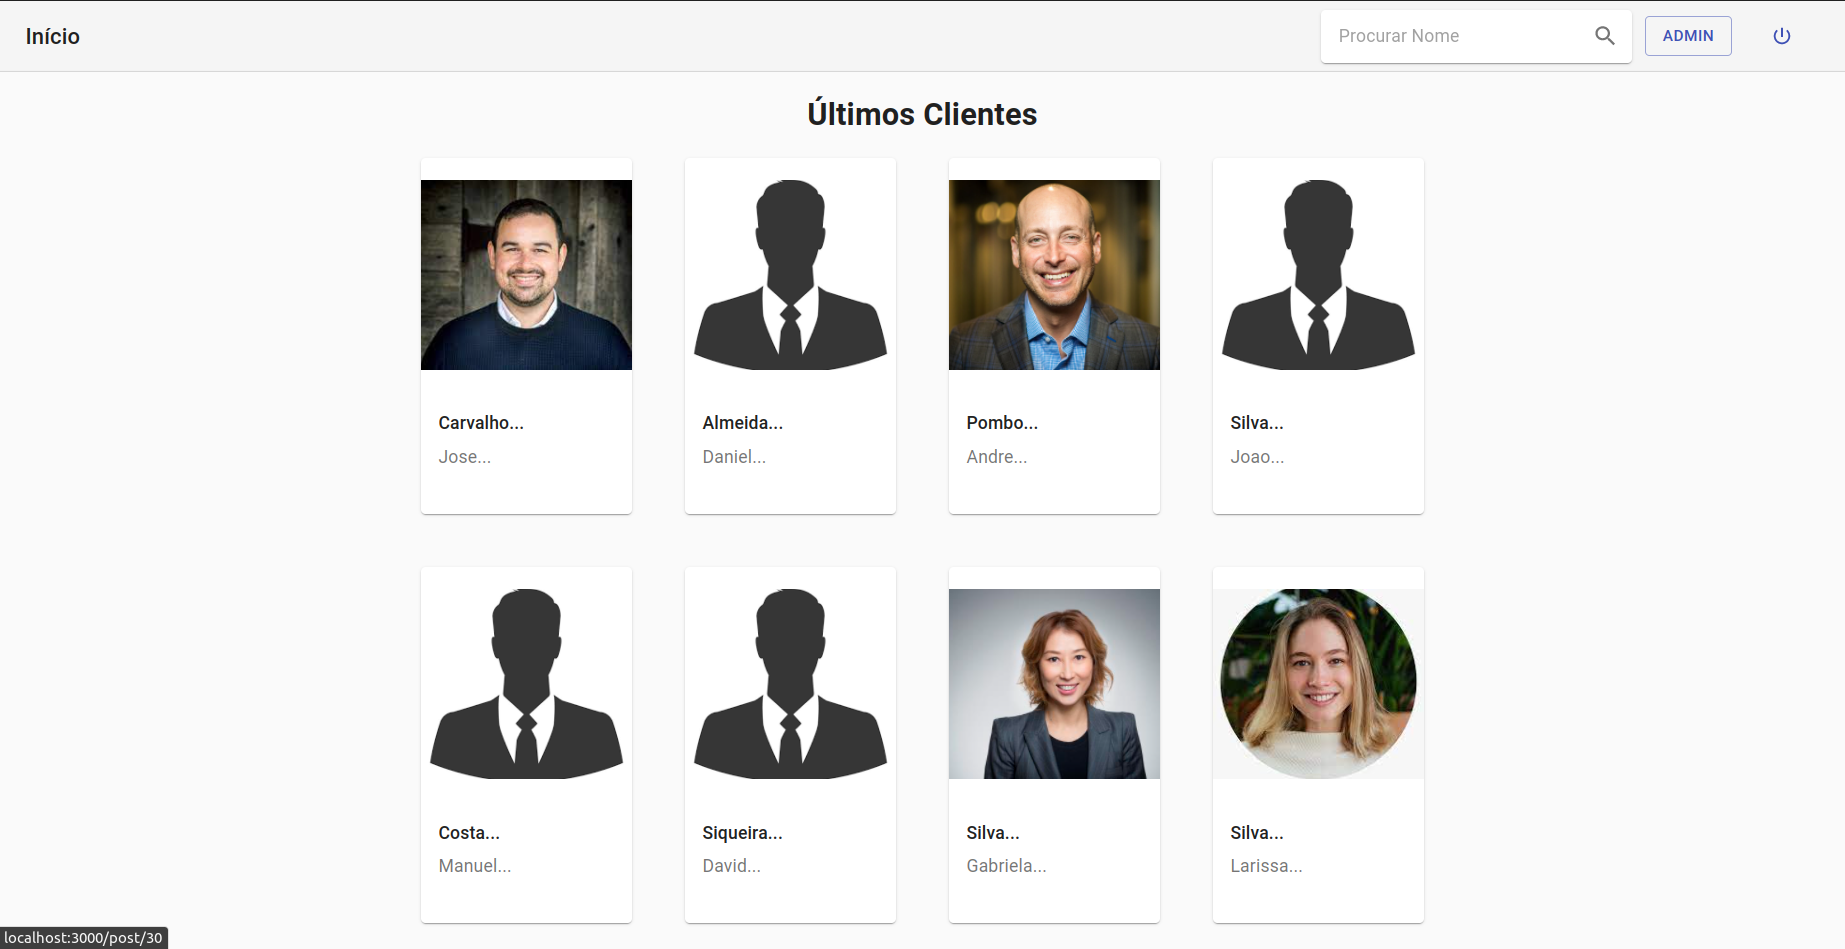 Início
Procurar Nome
ADMIN
Últimos Clientes
Carvalho...
Jose...
Almeida...
Daniel...
Pombo...
Andre...
Silva...
Joao...
Costa...
Manuel...
Siqueira...
David...
Silva...
Gabriela...
Silva...
Larissa...
localhost:3000/post/30